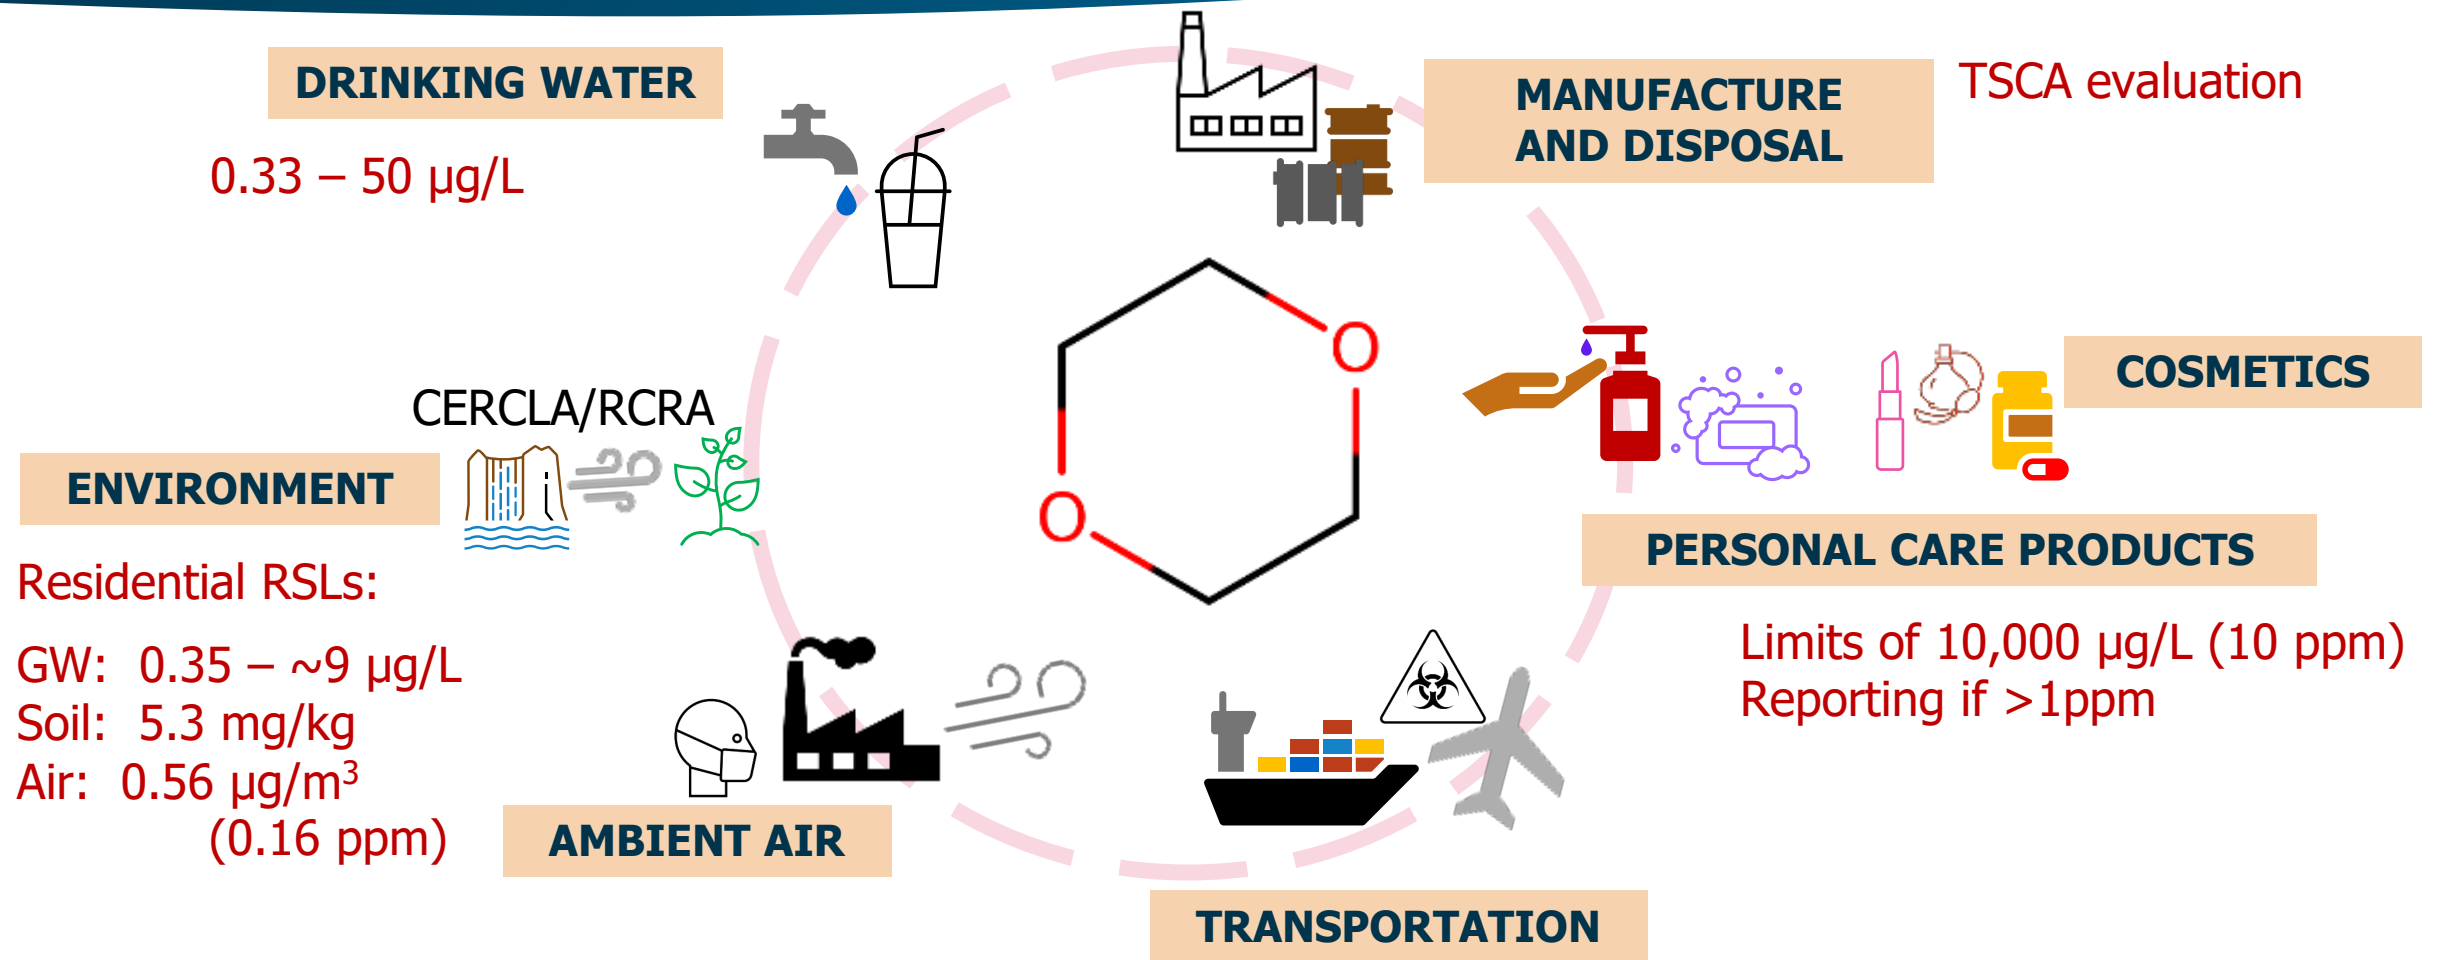 DRINKING WATER
0.33 – 50 µg/L
MANUFACTURE
AND DISPOSAL
TSCA evaluation
O
O
COSMETICS
CERCLA/RCRA
ENVIRONMENT
PERSONAL CARE PRODUCTS
Residential RSLs:
GW: 0.35 – ~9 µg/L
Soil: 5.3 mg/kg
Air: 0.56 µg/m³
(0.16 ppm)
Limits of 10,000 µg/L (10 ppm)
Reporting if >1ppm
AMBIENT AIR
TRANSPORTATION